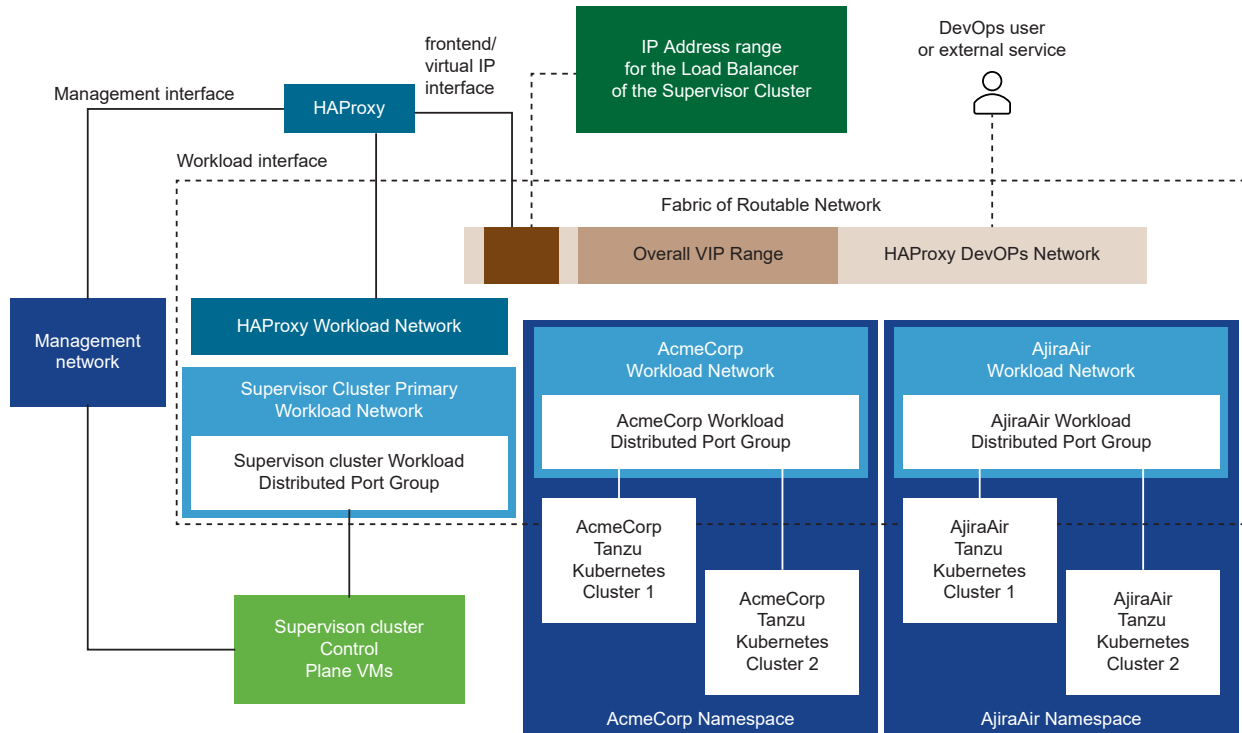 IP Address range
for the Load Balancer
of the Supervisor Cluster
DevOps user
or external service
frontend/
virtual IP
interface
Management interface
HAProxy
Workload interface
Fabric of Routable Network
Overall VIP Range
HAProxy DevOPs Network
Management
network
HAProxy Workload Network
Supervisor Cluster Primary
Workload Network
Supervison cluster Workload
Distributed Port Group
AcmeCorp
Workload Network
AcmeCorp Workload
Distributed Port Group
AjiraAir
Workload Network
AjiraAir Workload
Distributed Port Group
AcmeCorp
Tanzu
Kubernetes
Cluster 1
AcmeCorp
Tanzu
Kubernetes
Cluster 2
AjiraAir
Tanzu
Kubernetes
Cluster 1
AjiraAir
Tanzu
Kubernetes
Cluster 2
Supervison cluster
Control
Plane VMs
AcmeCorp Namespace
AjiraAir Namespace